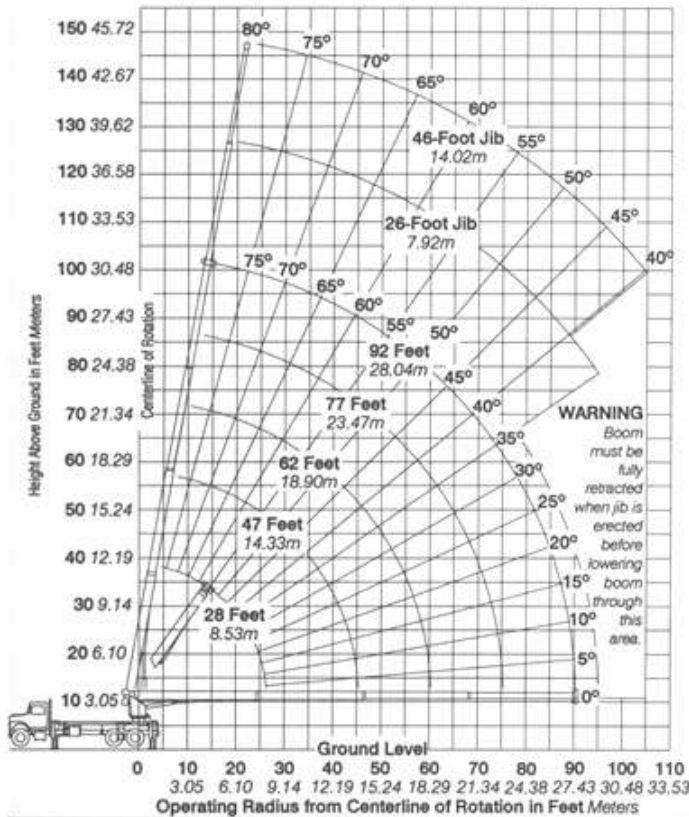 150 45.72
140 42.67
130 39.62
120 36.58
110 33.53
100 30.48
90 27.43
80 24.38
70 21.34
60 18.29
50 15.24
40 12.19
30 9.14
20 6.10
10 3.05
Height Above Ground in Feet Meters
Centerline of Rotation
80°
75°
70°
65°
60°
55°
50°
45°
40°
46-Foot Jib
14.02m
26-Foot Jib
7.92m
75°
70°
65°
60°
55°
50°
45°
40°
35°
30°
25°
20°
15°
10°
5°
0°
92 Feet
28.04m
77 Feet
23.47m
62 Feet
18.90m
47 Feet
14.33m
28 Feet
8.53m
WARNING
Boom
must be
fully
retracted
when jib is
erected
before
lowering
boom
through
this
area.
Ground Level
0 10 20 30 40 50 60 70 80 90 100 110
3.05 6.10 9.14 12.19 15.24 18.29 21.34 24.38 27.43 30.48 33.53
Operating Radius from Centerline of Rotation in Feet Meters